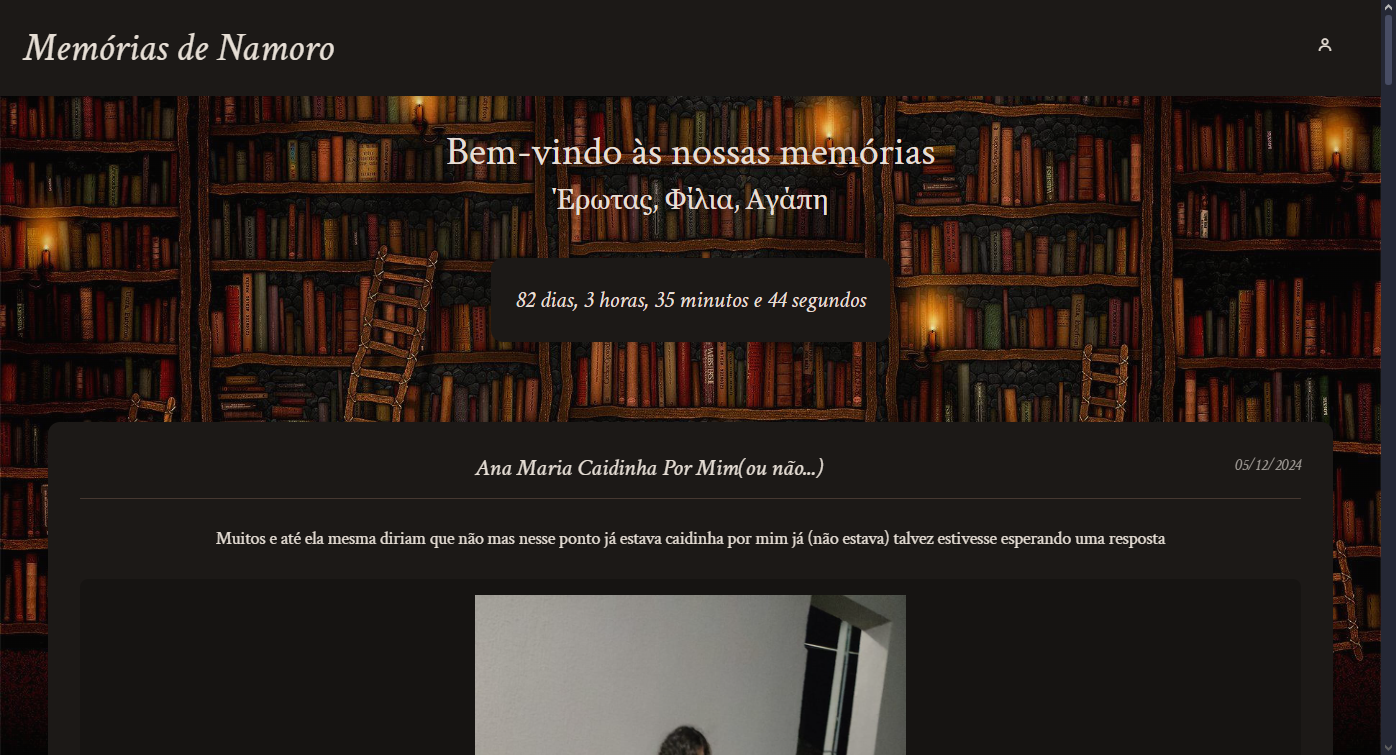 Memórias de Namoro
Bem-vindo às nossas memórias
Έρωτας, Φίλια, Αγάπη
82 dias, 3 horas, 35 minutos e 44 segundos
Ana Maria Caidinha Por Mim(ou não...)
05/12/2024
Muitos e até ela mesma diriam que não mas nesse ponto já estava caidinha por mim já (não estava) talvez estivesse esperando uma resposta